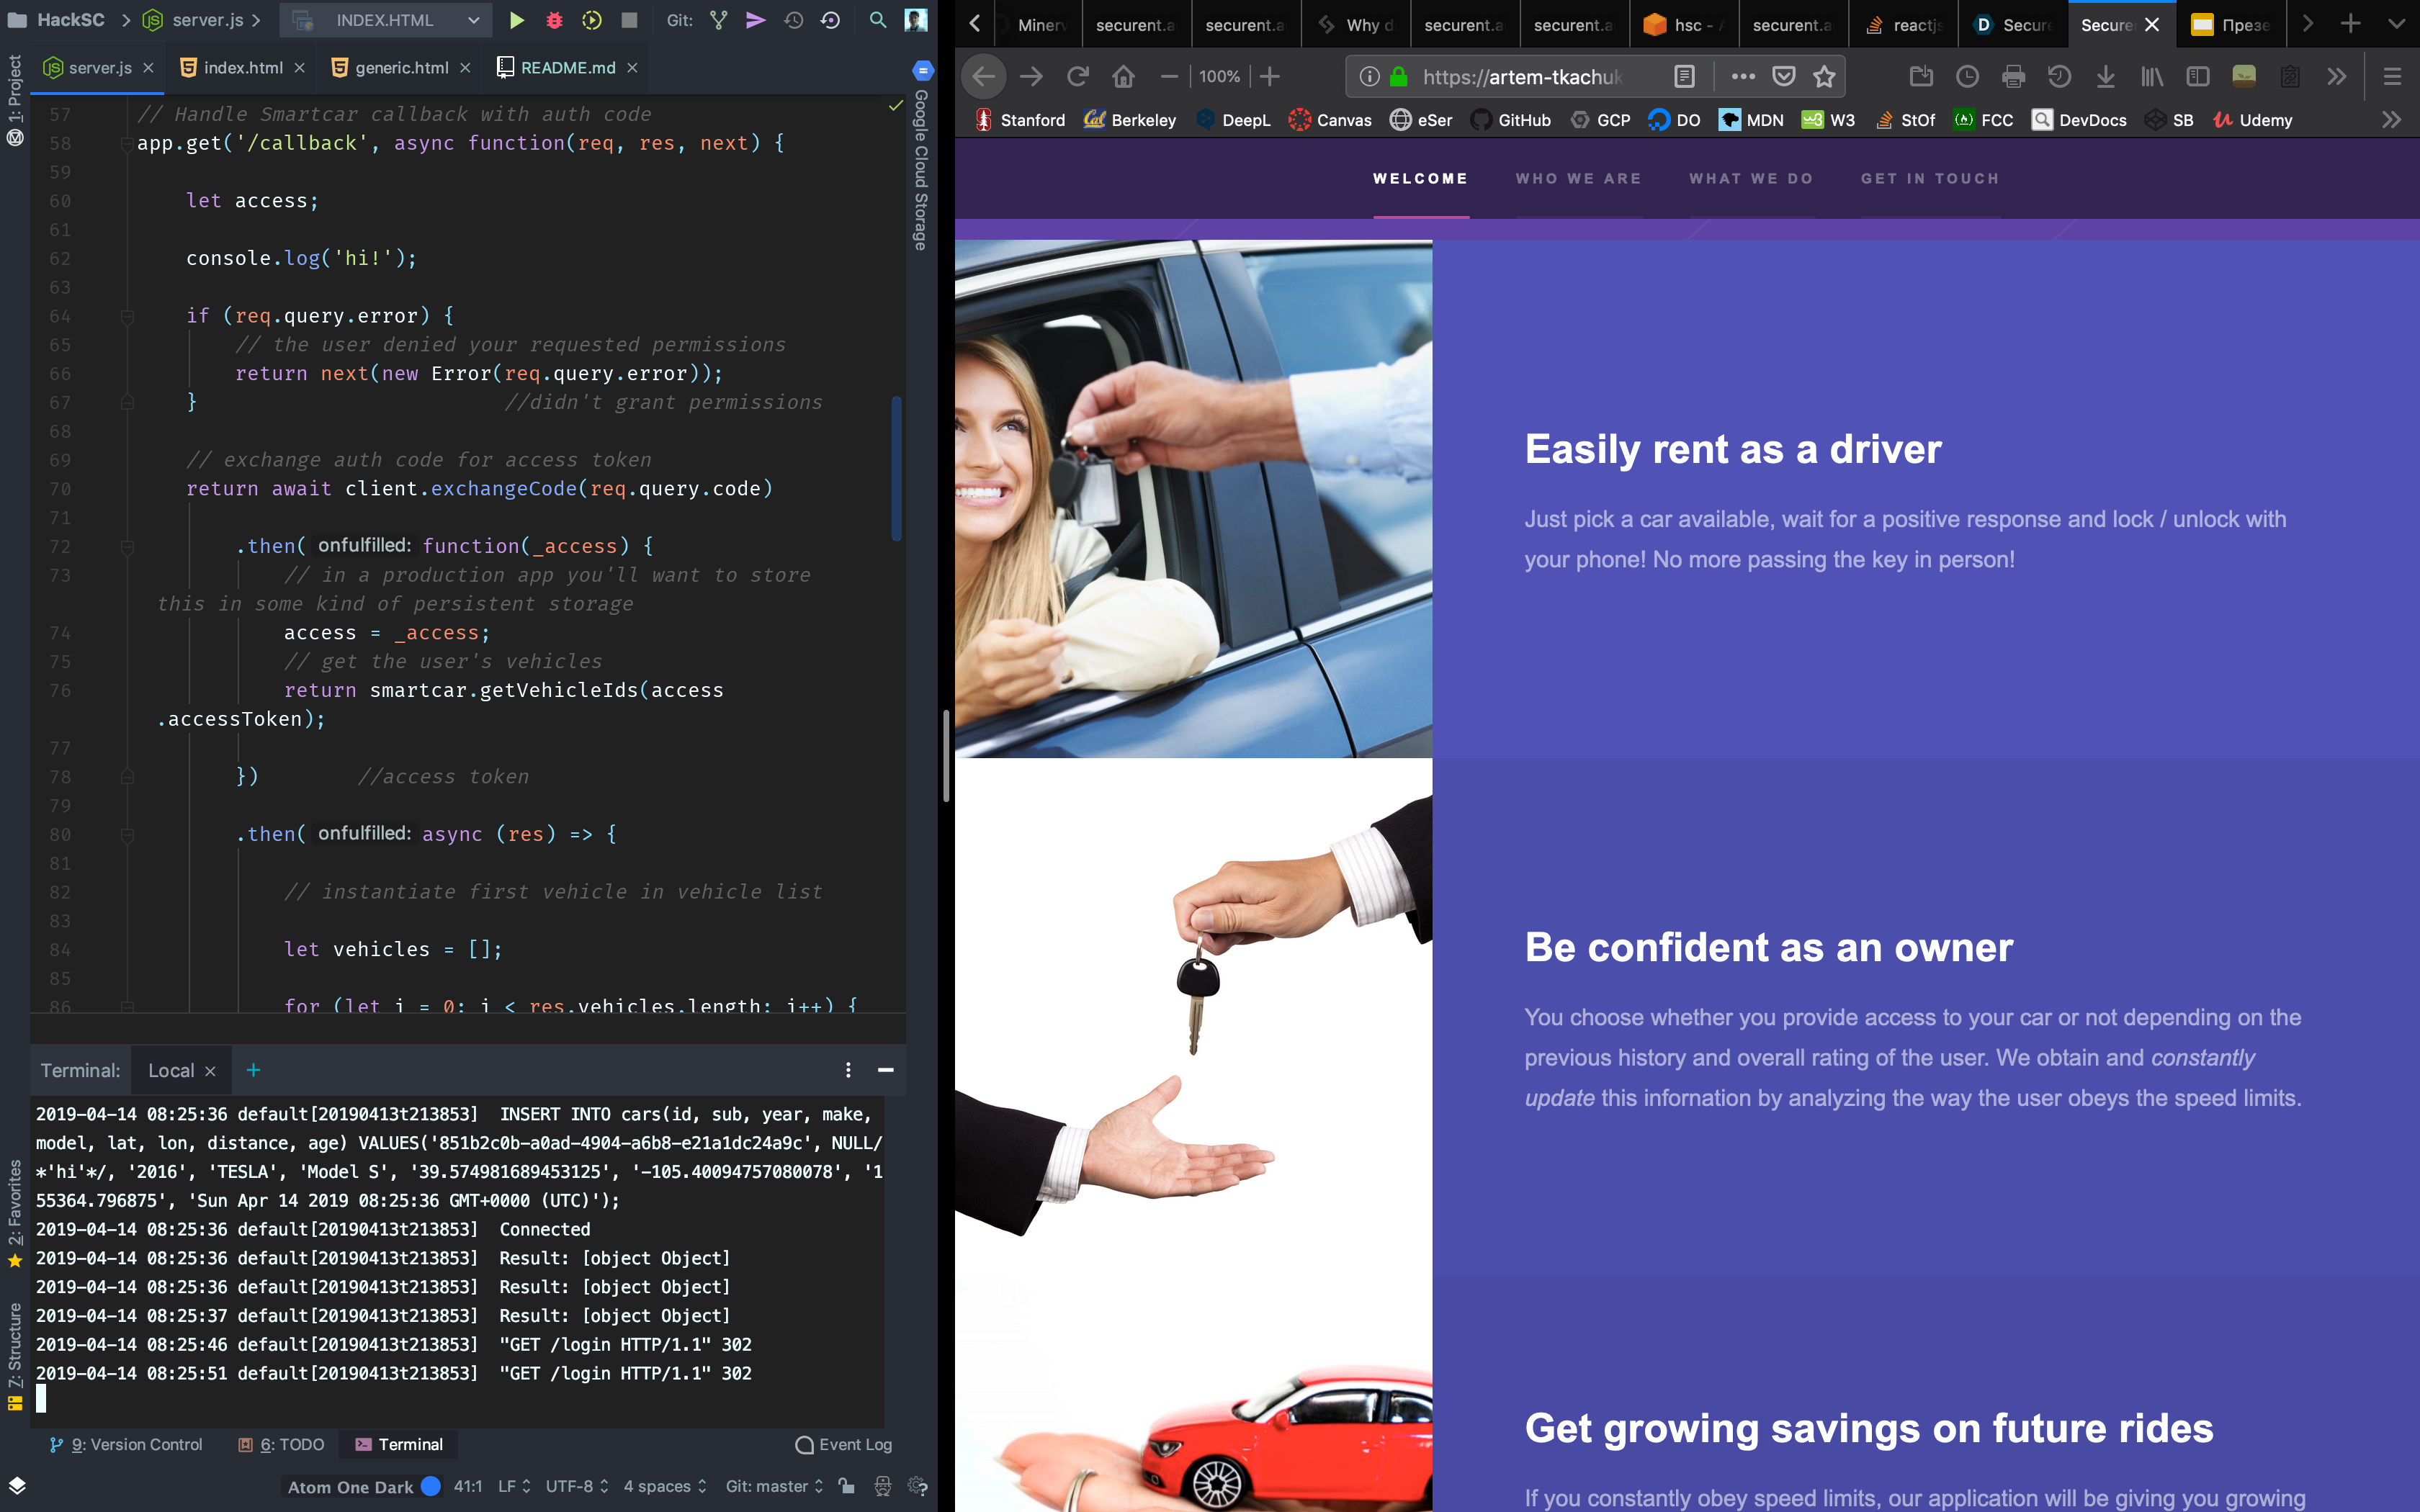 HackSC
server.js
INDEX.HTML
Git:
server.js
index.html
generic.html
README.md
1: Project
Google Cloud Storage
57 // Handle Smartcar callback with auth code
58 app.get('/callback', async function(req, res, next) {
59
60 let access;
61
62 console.log('hi!');
63
64 if (req.query.error) {
65 // the user denied your requested permissions
66 return next(new Error(req.query.error));
67 } //didn't grant permissions
68
69 // exchange auth code for access token
70 return await client.exchangeCode(req.query.code)
71
72 .then( onfulfilled: function(_access) {
73 // in a production app you'll want to store
this in some kind of persistent storage
74 access = _access;
75 // get the user's vehicles
76 return smartcar.getVehicleIds(access
.accessToken);
77
78 }) //access token
79
80 .then( onfulfilled: async (res) => {
81
82 // instantiate first vehicle in vehicle list
83
84 let vehicles = [];
85
86 for (let i = 0; i < res.vehicles.length; i++) {
Terminal: Local +
2019-04-14 08:25:36 default[20190413t213853] INSERT INTO cars(id, sub, year, make,
model, lat, lon, distance, age) VALUES('851b2c0b-a0ad-4904-a6b8-e21a1dc24a9c', NULL/
*'hi'*/, '2016', 'TESLA', 'Model S', '39.574981689453125', '-105.40094757080078', '1
55364.796875', 'Sun Apr 14 2019 08:25:36 GMT+0000 (UTC)');
2019-04-14 08:25:36 default[20190413t213853] Connected
2019-04-14 08:25:36 default[20190413t213853] Result: [object Object]
2019-04-14 08:25:36 default[20190413t213853] Result: [object Object]
2019-04-14 08:25:37 default[20190413t213853] Result: [object Object]
2019-04-14 08:25:46 default[20190413t213853] "GET /login HTTP/1.1" 302
2019-04-14 08:25:51 default[20190413t213853] "GET /login HTTP/1.1" 302
2: Favorites
7: Structure
9: Version Control 6: TODO Terminal Event Log
Atom One Dark 41:1 LF UTF-8 4 spaces Git: master
Minerv securent.a securent.a Why d securent.a securent.a hsc - A securent.a reactjs Secure Secure Презе
100% https://artem-tkachuk
Stanford Berkeley DeepL Canvas eSer GitHub GCP DO MDN W3 StOf FCC DevDocs SB Udemy
WELCOME WHO WE ARE WHAT WE DO GET IN TOUCH
Easily rent as a driver
Just pick a car available, wait for a positive response and lock / unlock with
your phone! No more passing the key in person!
Be confident as an owner
You choose whether you provide access to your car or not depending on the
previous history and overall rating of the user. We obtain and constantly
update this infornation by analyzing the way the user obeys the speed limits.
Get growing savings on future rides
If you constantly obey speed limits, our application will be giving you growing